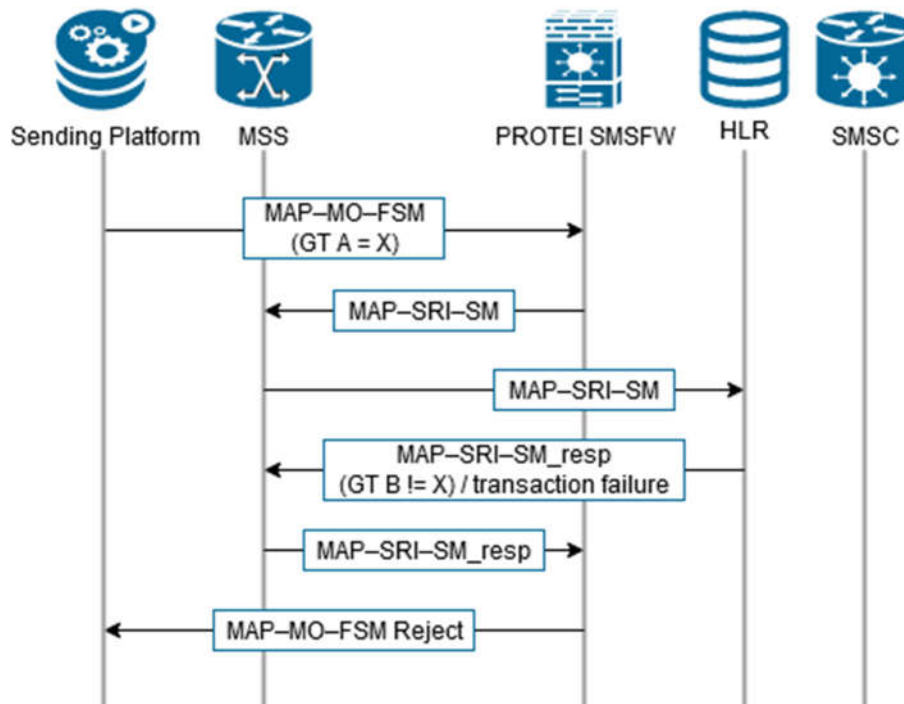 Sending Platform
MSS
PROTEI SMSFW
HLR
SMSC
MAP–MO–FSM
(GT A = X)
MAP–SRI–SM
MAP–SRI–SM
MAP–SRI–SM_resp
(GT B != X) / transaction failure
MAP–SRI–SM_resp
MAP–MO–FSM Reject